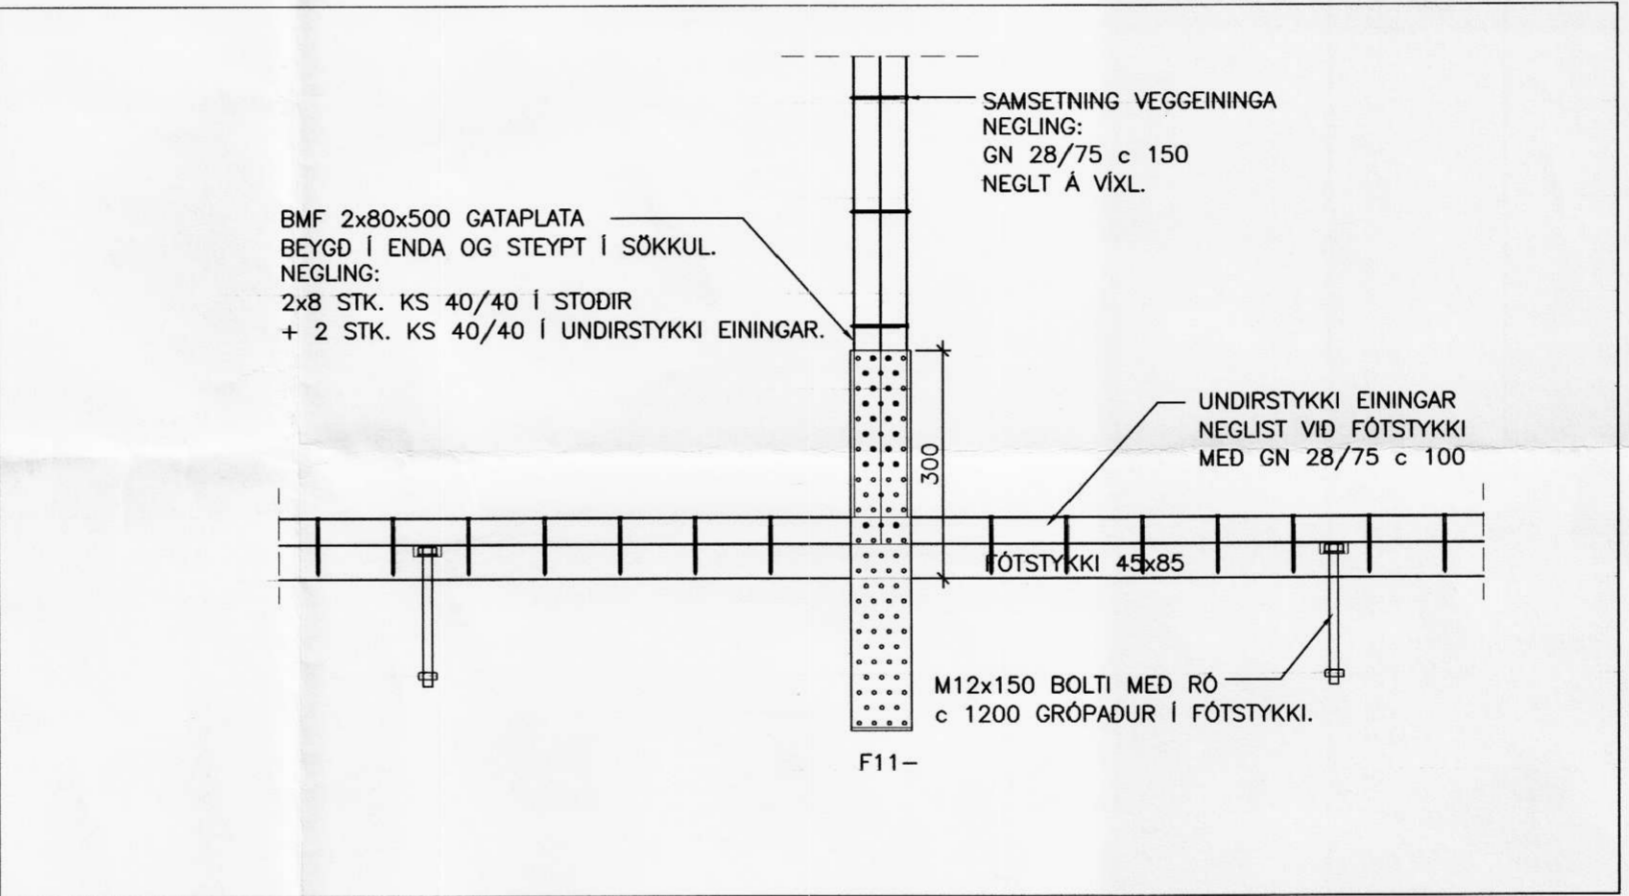 SAMSETNING VEGGEININGA
NEGLING:
GN 28/75 c 150
NEGLT Á VÍXL.
BMF 2x80x500 GATAPLATA
BEYGÐ Í ENDA OG STEYPT Í SÖKKUL.
NEGLING:
2x8 STK. KS 40/40 Í STOÐIR
+ 2 STK. KS 40/40 Í UNDIRSTYKKI EININGAR.
UNDIRSTYKKI EININGAR
NEGLIST VIÐ FÓTSTYKKI
MEÐ GN 28/75 c 100
300
FÓTSTYKKI 45x85
M12x150 BOLTI MEÐ RÓ
c 1200 GRÓPAÐUR Í FÓTSTYKKI.
F11-